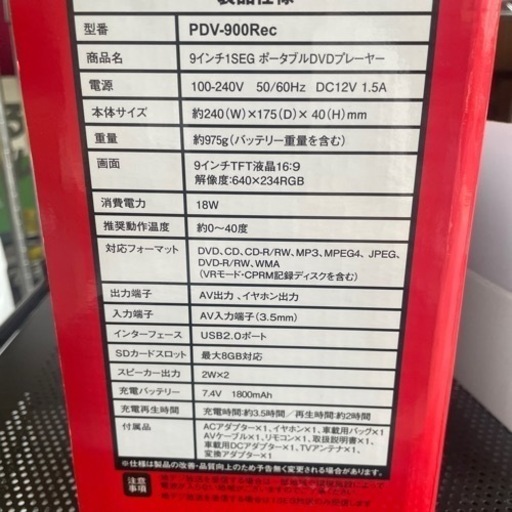 製品仕様
型番 PDV-900Rec
商品名 9インチ1SEG ポータブルDVDプレーヤー
電源 100-240V 50/60Hz DC12V 1.5A
本体サイズ 約240(W)×175(D)×40(H)mm
重量 約975g(バッテリー重量を含む)
画面 9インチTFT液晶16:9
解像度:640×234RGB
消費電力 18W
推奨動作温度 約0～40度
対応フォーマット DVD、CD、CD-R/RW、MP3、MPEG4、JPEG、
DVD-R/RW、WMA
(VRモード・CPRM記録ディスクを含む)
出力端子 AV出力、イヤホン出力
入力端子 AV入力端子(3.5mm)
インターフェース USB2.0ポート
SDカードスロット 最大8GB対応
スピーカー出力 2W×2
充電バッテリー 7.4V 1800mAh
充電再生時間 充電時間:約3.5時間/再生時間:約2時間
付属品 ACアダプター×1、イヤホン×1、車載用バッグ×1
AVケーブル×1、リモコン×1、取扱説明書×1、
車載用DCアダプター×1、TVアンテナ×1、
変換アダプター×1
※仕様は製品の改善・品質向上のため予告無く変更になる場合があります。
注意
事項